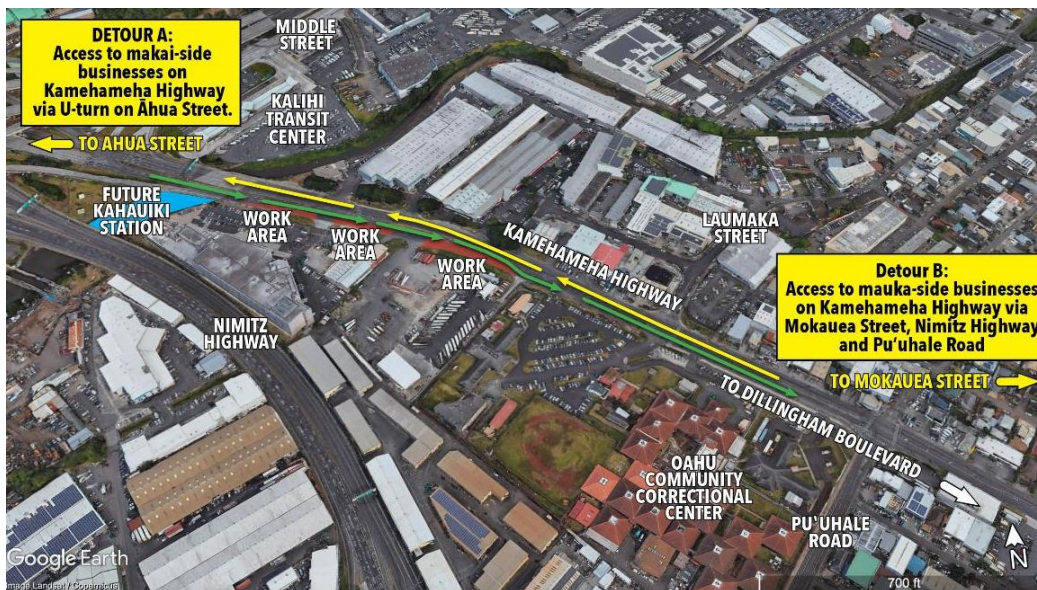 DETOUR A:
Access to makai-side
businesses on
Kamehameha Highway
via U-turn on Āhua Street.
MIDDLE
STREET
KALIHI
TRANSIT
CENTER
TO AHUA STREET
FUTURE
KAHAUIKI
STATION
WORK
AREA
WORK
AREA
WORK
AREA
KAMEHAMEHA HIGHWAY
LAUMAKA
STREET
Detour B:
Access to mauka-side businesses
on Kamehameha Highway via
Mokauea Street, Nimitz Highway
and Pu‘uhale Road
TO MOKAUEA STREET
NIMITZ
HIGHWAY
TO DILLINGHAM BOULEVARD
OAHU
COMMUNITY
CORRECTIONAL
CENTER
PU‘UHALE
ROAD
N
Google Earth
Image Landsat / Copernicus
700 ft